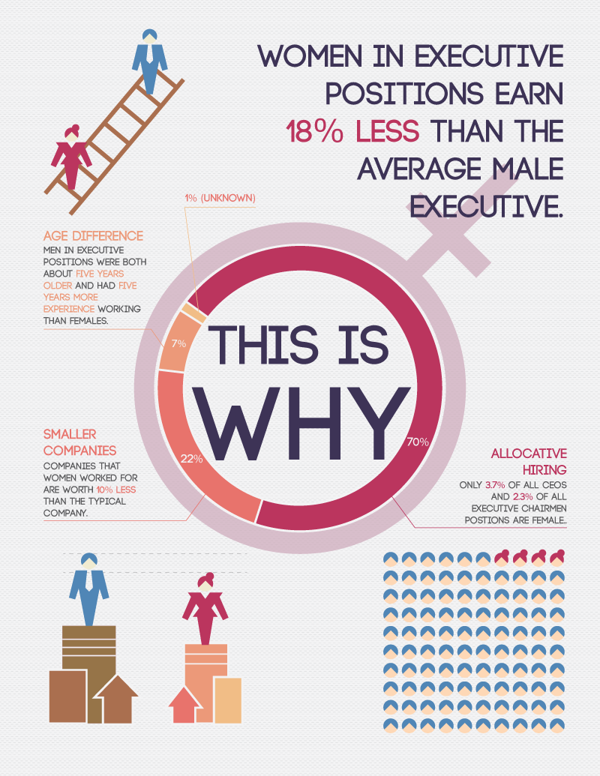 WOMEN IN EXECUTIVE
POSITIONS EARN
18% LESS THAN THE
AVERAGE MALE
EXECUTIVE.
1% (UNKNOWN)
AGE DIFFERENCE
MEN IN EXECUTIVE
POSITIONS WERE BOTH
ABOUT FIVE YEARS
OLDER AND HAD FIVE
YEARS MORE
EXPERIENCE WORKING
THAN FEMALES.
7%
THIS IS
WHY
70%
22%
SMALLER
COMPANIES
COMPANIES THAT
WOMEN WORKED FOR
ARE WORTH 10% LESS
THAN THE TYPICAL
COMPANY.
ALLOCATIVE
HIRING
ONLY 3.7% OF ALL CEOS
AND 2.3% OF ALL
EXECUTIVE CHAIRMEN
POSTIONS ARE FEMALE.